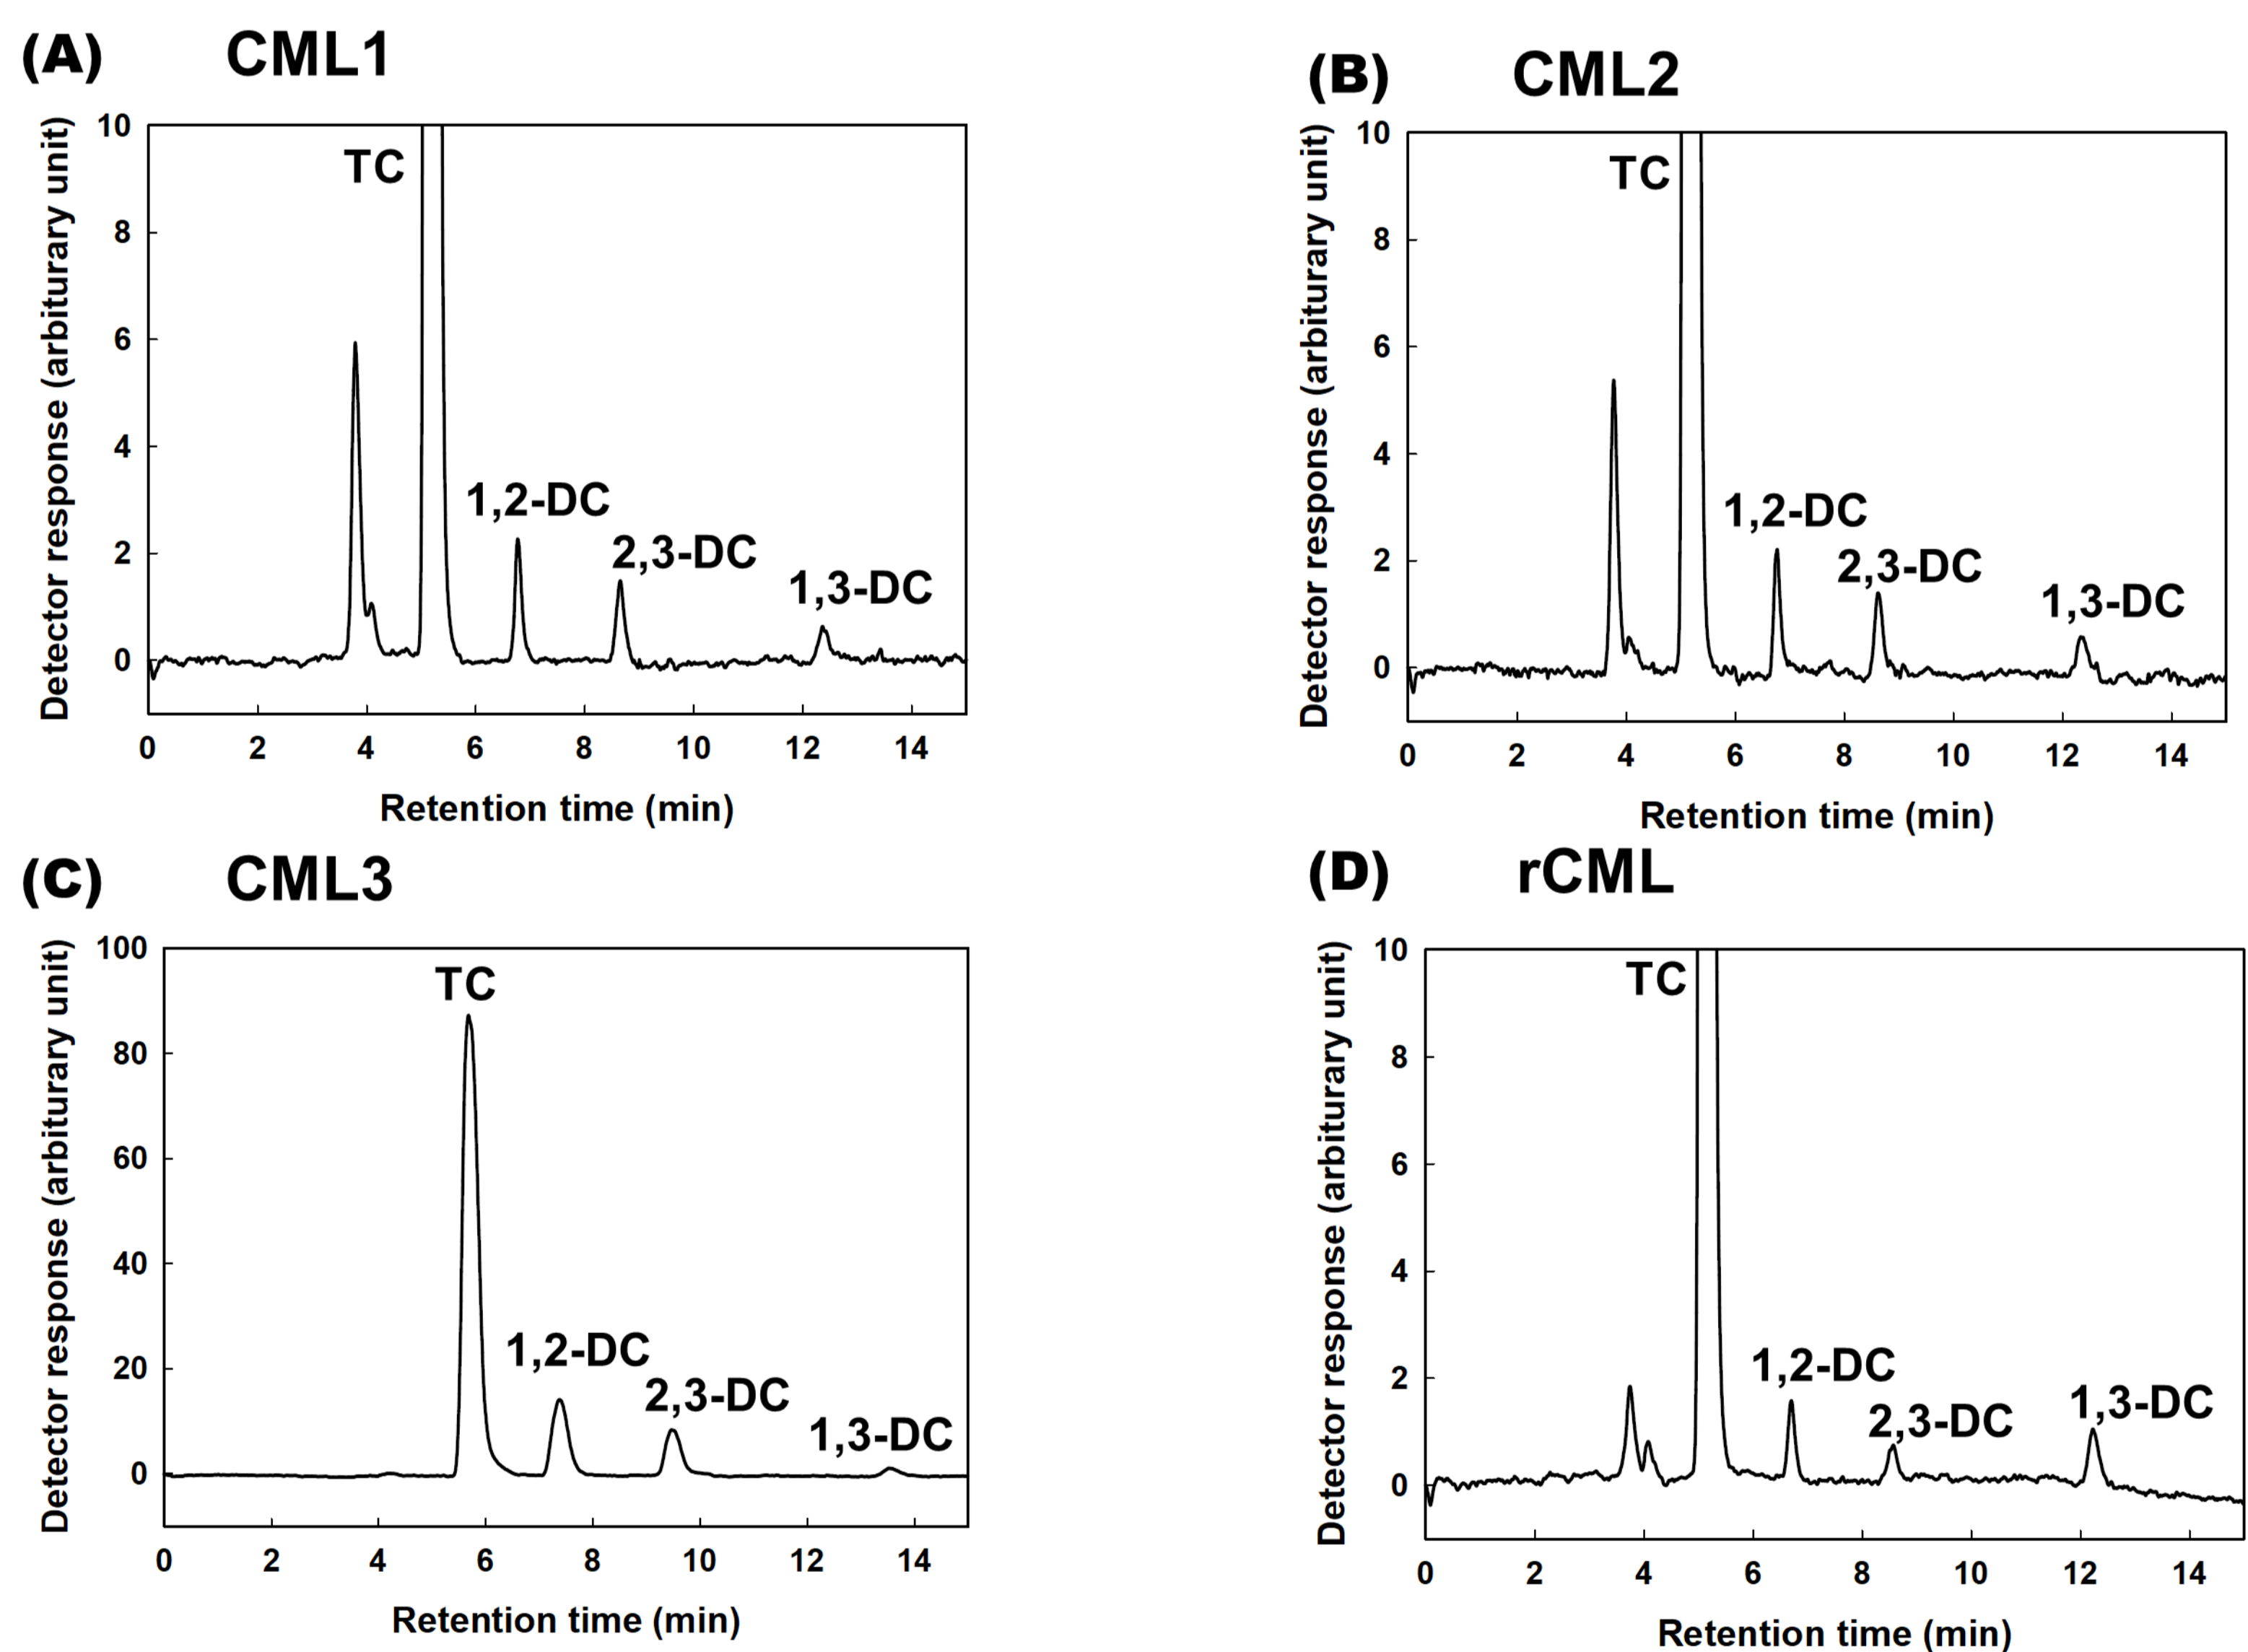 (A) CML1
Detector response (arbiturary unit)
10
8
6
4
2
0
TC
1,2-DC
2,3-DC
1,3-DC
0 2 4 6 8 10 12 14
Retention time (min)
(B) CML2
Detector response (arbiturary unit)
10
8
6
4
2
0
TC
1,2-DC
2,3-DC
1,3-DC
0 2 4 6 8 10 12 14
Retention time (min)
(C) CML3
Detector response (arbiturary unit)
100
80
60
40
20
0
TC
1,2-DC
2,3-DC
1,3-DC
0 2 4 6 8 10 12 14
Retention time (min)
(D) rCML
Detector response (arbiturary unit)
10
8
6
4
2
0
TC
1,2-DC
2,3-DC
1,3-DC
0 2 4 6 8 10 12 14
Retention time (min)